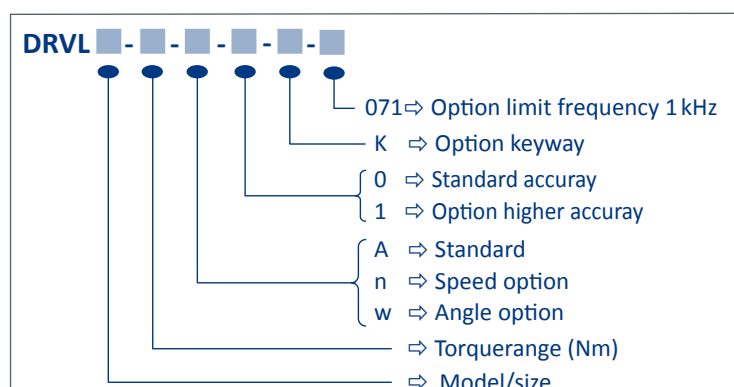 DRVL - - - - -
071⇨ Option limit frequency 1 kHz
K ⇨ Option keyway
0 ⇨ Standard accuray
1 ⇨ Option higher accuray
A ⇨ Standard
n ⇨ Speed option
w ⇨ Angle option
⇨ Torquerange (Nm)
⇨ Model/size